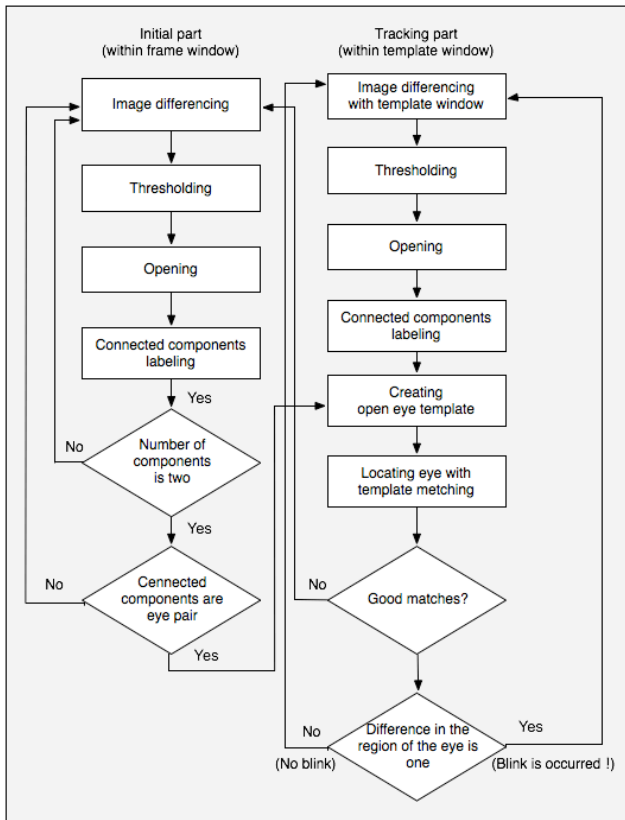 Initial part
(within frame window)
Image differencing
Thresholding
Opening
Connected components
labeling
Yes
No
Number of
components
is two
Yes
No
Cennected
components are
eye pair
Yes
Tracking part
(within template window)
Image differencing
with template window
Thresholding
Opening
Connected components
labeling
Creating
open eye template
Locating eye with
template metching
No
Good matches?
No
(No blink)
Difference in the
region of the eye is
one
Yes
(Blink is occurred !)